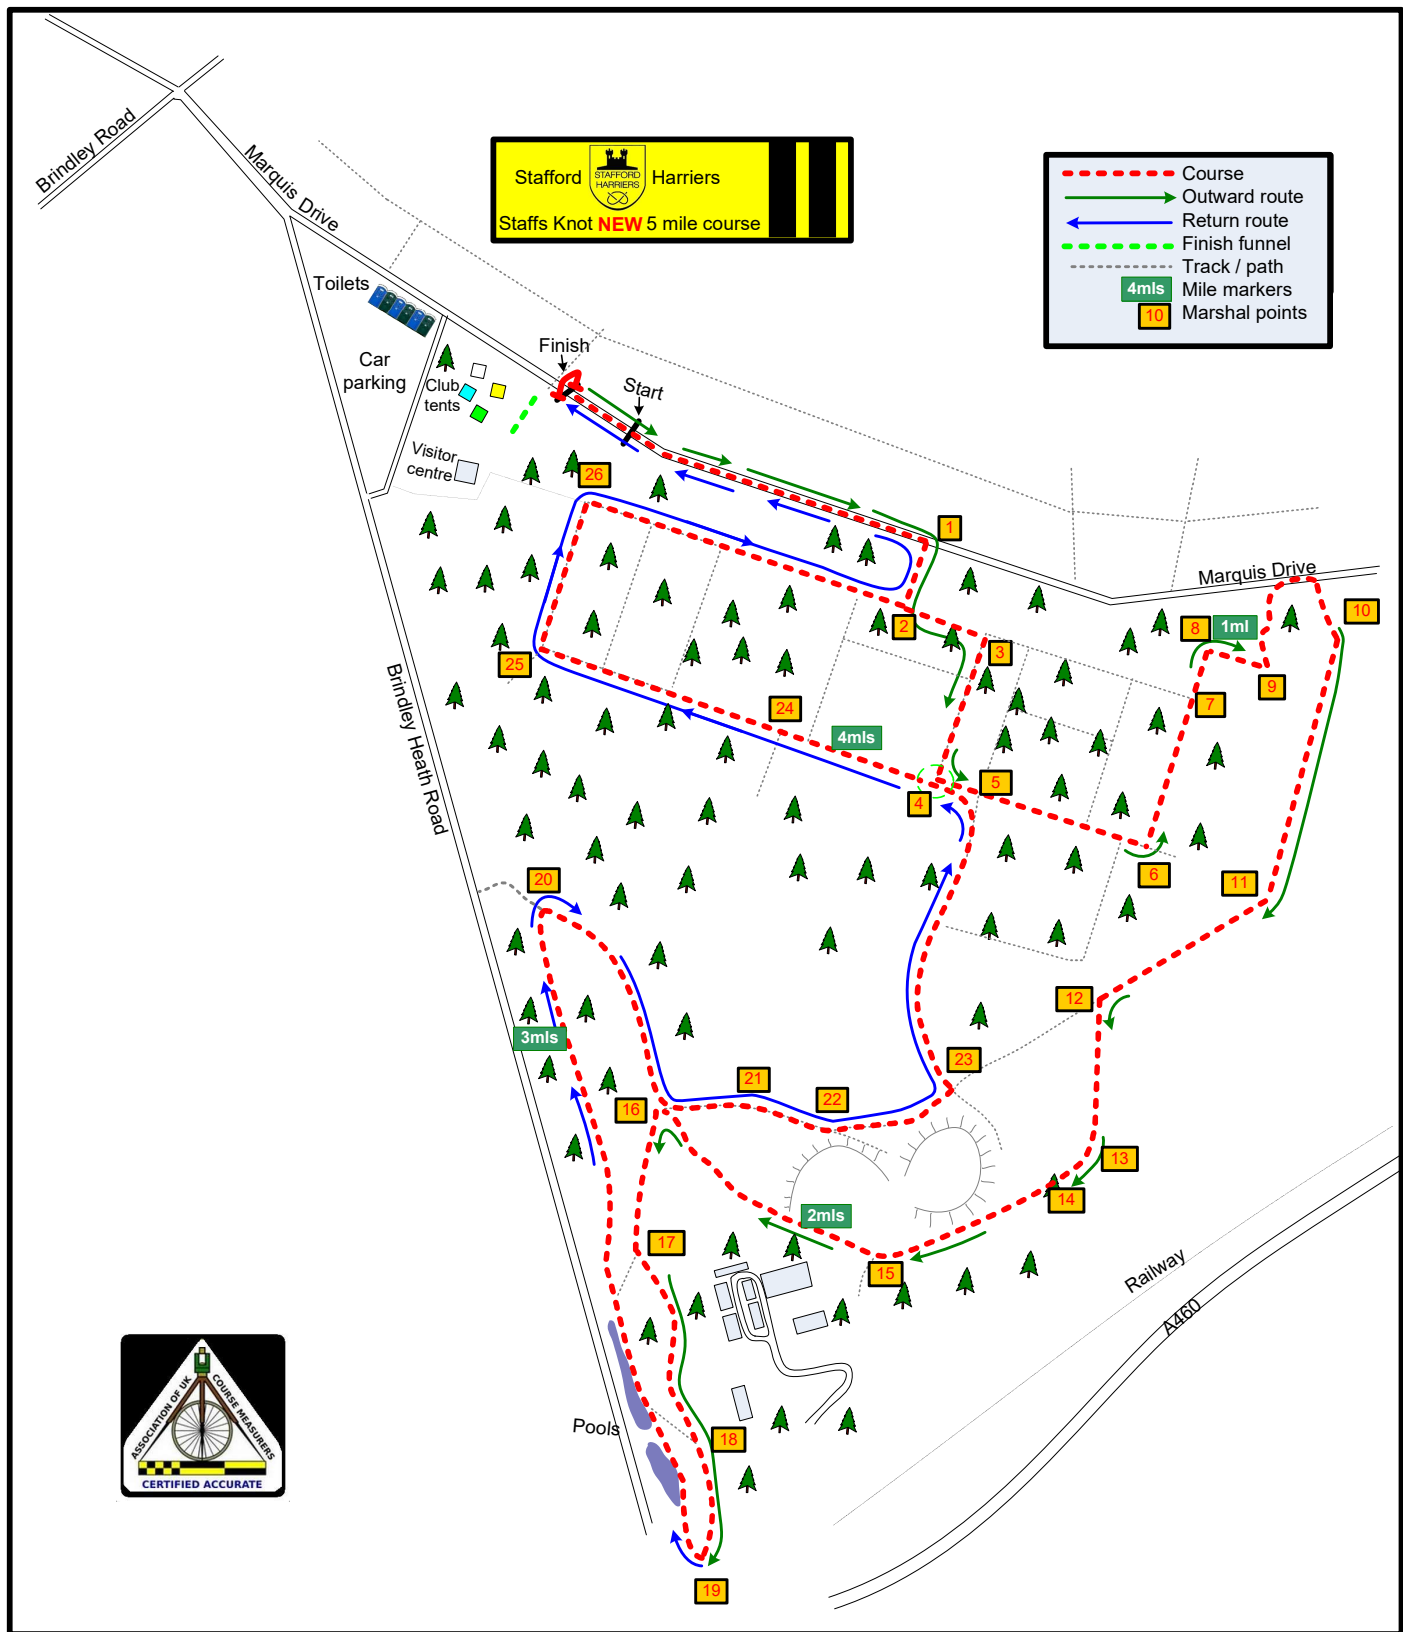 Brindley Road
Marquis Drive
Stafford
STAFFORD
HARRIERS
Harriers
Staffs Knot NEW 5 mile course
Course
Outward route
Return route
Finish funnel
Track / path
4mls
Mile markers
10
Marshal points
Toilets
Car
parking
Club
tents
Visitor
centre
Finish
Start
26
1
Marquis Drive
10
2
3
8
1ml
9
7
25
24
4mls
4
5
6
11
Brindley Heath Road
20
12
3mls
23
21
22
16
13
14
2mls
17
15
Railway
A460
Pools
18
19
ASSOCIATION OF UK
COURSE MEASURERS
CERTIFIED ACCURATE